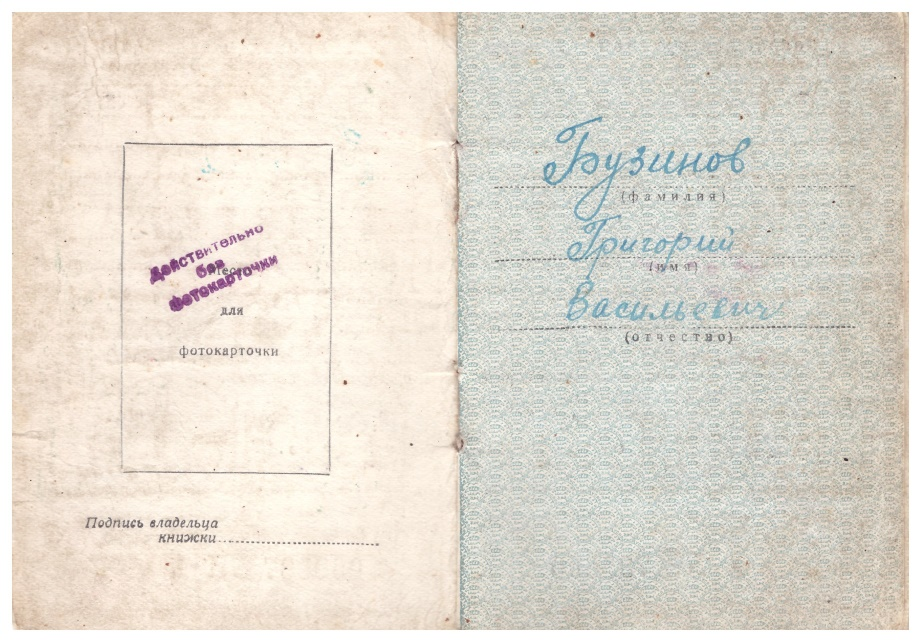 Действительно
без
фотокарточки
Место
для
фотокарточки
Подпись владельца
книжки
Бузинов
(фамилия)
Григорий
(имя)
Васильевич
(отчество)